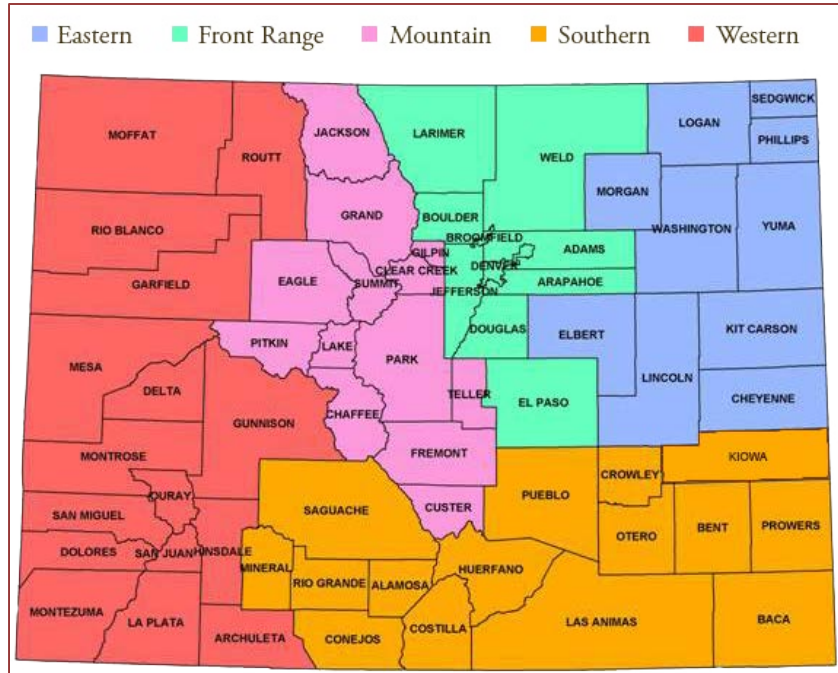 Eastern Front Range Mountain Southern Western
SEDGWICK
LOGAN
JACKSON
LARIMER
MOFFAT
PHILLIPS
ROUTT
WELD
MORGAN
GRAND
BOULDER
YUMA
RIO BLANCO
WASHINGTON
BROOMFIELD
GILPIN
ADAMS
DENVER
CLEAR CREEK
EAGLE
SUMMIT
GARFIELD
JEFFERSON
ARAPAHOE
DOUGLAS
ELBERT
KIT CARSON
PITKIN
LAKE
PARK
MESA
LINCOLN
DELTA
TELLER
EL PASO
CHEYENNE
CHAFFEE
GUNNISON
FREMONT
MONTROSE
KIOWA
CROWLEY
OURAY
PUEBLO
CUSTER
SAGUACHE
SAN MIGUEL
PROWERS
BENT
OTERO
DOLORES
SAN JUAN
HINSDALE
MINERAL
HUERFANO
RIO GRANDE
ALAMOSA
MONTEZUMA
LA PLATA
LAS ANIMAS
BACA
COSTILLA
ARCHULETA
CONEJOS